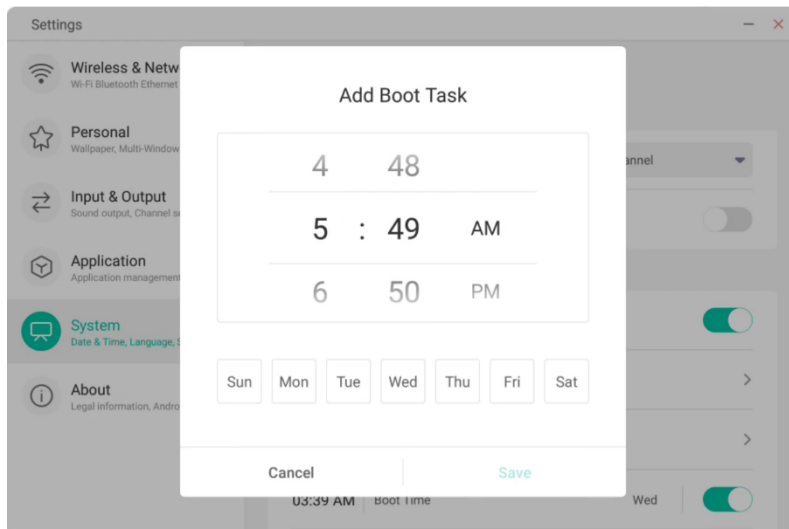 Settings
Wireless & Netw
Wi-Fi Bluetooth Ethernet
Personal
Wallpaper, Multi-Window
Input & Output
Sound output, Channel se
Application
Application management
System
Date & Time, Language, S
About
Legal information, Andro
Add Boot Task
4 48
5 : 49 AM
6 50 PM
Sun Mon Tue Wed Thu Fri Sat
Cancel Save
annel
03:39 AM Boot Time Wed